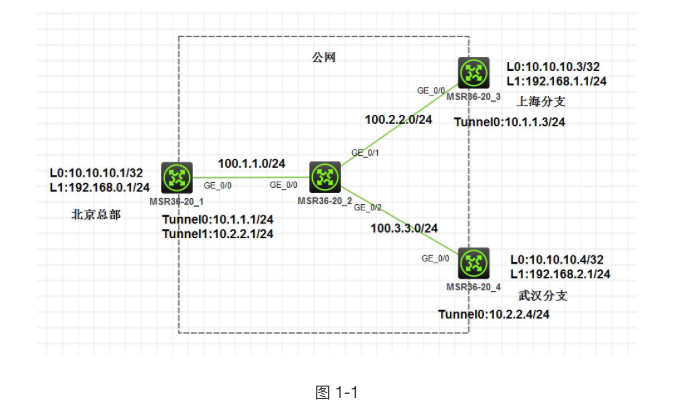 公网
L0:10.10.10.3/32
L1:192.168.1.1/24
GE_0/0
MSR36-20_3
上海分支
100.2.2.0/24
Tunnel0:10.1.1.3/24
GE_0/1
100.1.1.0/24
L0:10.10.10.1/32
L1:192.168.0.1/24
GE_0/0
GE_0/0
MSR36-20_1
MSR36-20_2
北京总部
GE_0/2
Tunnel0:10.1.1.1/24
Tunnel1:10.2.2.1/24
100.3.3.0/24
GE_0/0
L0:10.10.10.4/32
L1:192.168.2.1/24
MSR36-20_4
武汉分支
Tunnel0:10.2.2.4/24
图 1-1